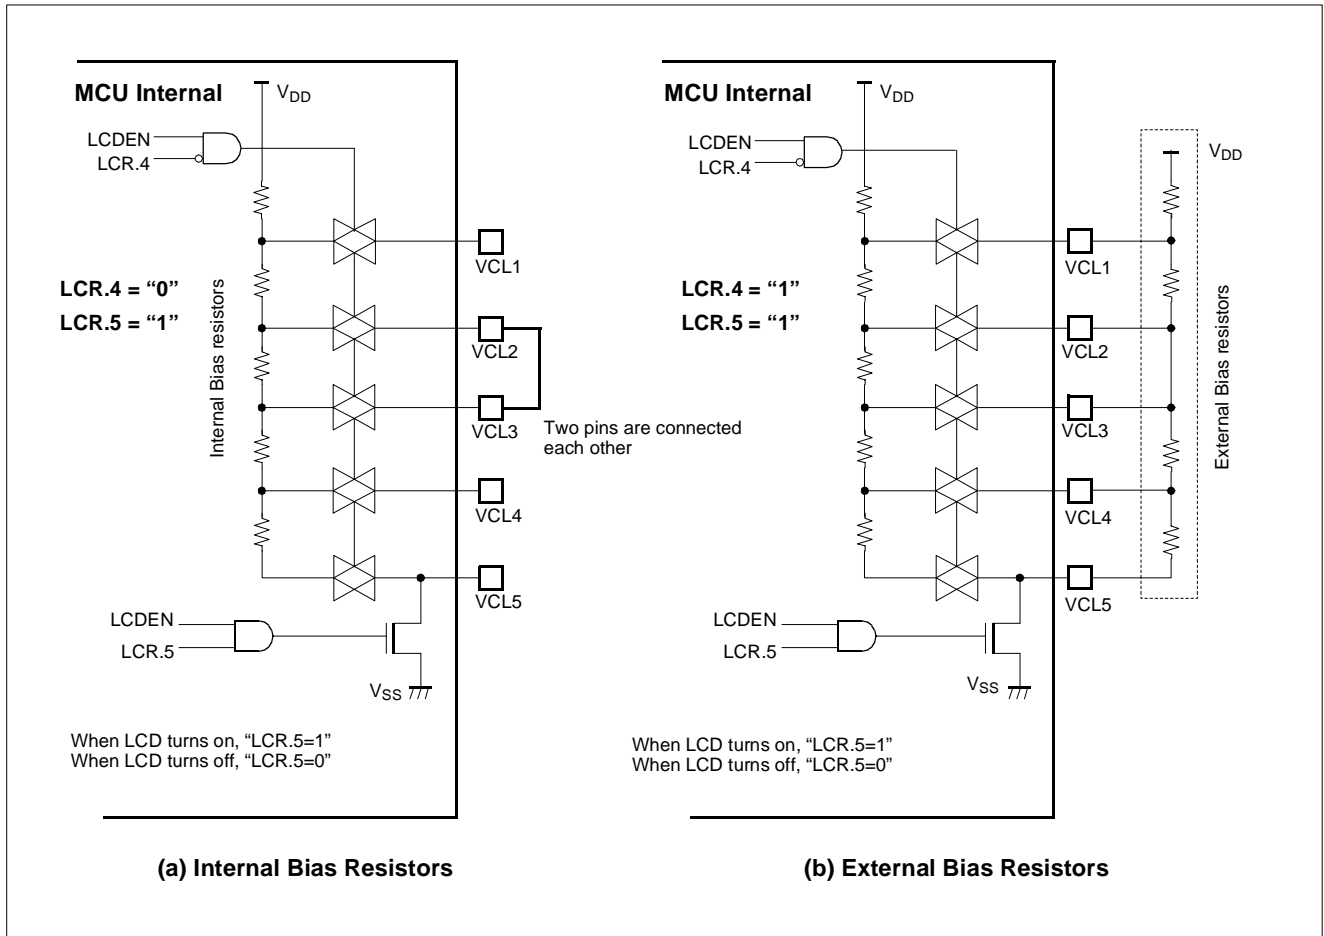 MCU Internal
VDD
LCDEN
LCR.4
VCL1
LCR.4 = “0”
LCR.5 = “1”
Internal Bias resistors
VCL2
VCL3
Two pins are connected
each other
VCL4
VCL5
LCDEN
LCR.5
VSS
When LCD turns on, “LCR.5=1”
When LCD turns off, “LCR.5=0”
(a) Internal Bias Resistors
MCU Internal
VDD
LCDEN
LCR.4
VDD
VCL1
LCR.4 = “1”
LCR.5 = “1”
VCL2
VCL3
External Bias resistors
VCL4
VCL5
LCDEN
LCR.5
VSS
When LCD turns on, “LCR.5=1”
When LCD turns off, “LCR.5=0”
(b) External Bias Resistors